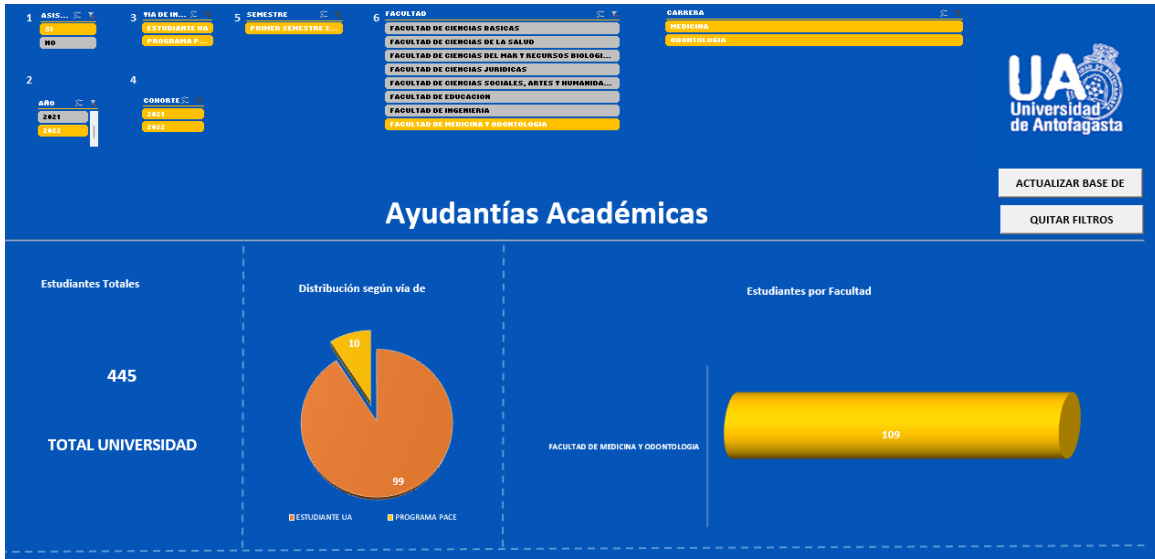 1 ASIS...
SI
NO
2
AÑO
2021
2022
3 VIA DE IN...
ESTUDIANTE UA
PROGRAMA P...
4
COHORTE
2021
2022
5 SEMESTRE
PRIMER SEMESTRE 2...
6 FACULTAD
FACULTAD DE CIENCIAS BASICAS
FACULTAD DE CIENCIAS DE LA SALUD
FACULTAD DE CIENCIAS DEL MAR Y RECURSOS BIOLOGI...
FACULTAD DE CIENCIAS JURIDICAS
FACULTAD DE CIENCIAS SOCIALES, ARTES Y HUMANIDA...
FACULTAD DE EDUCACION
FACULTAD DE INGENIERIA
FACULTAD DE MEDICINA Y ODONTOLOGIA
CARRERA
MEDICINA
ODONTOLOGIA
UA
Universidad
de Antofagasta
ACTUALIZAR BASE DE
QUITAR FILTROS
Ayudantías Académicas
Estudiantes Totales
445
TOTAL UNIVERSIDAD
Distribución según vía de
10
99
ESTUDIANTE UA
PROGRAMA PACE
Estudiantes por Facultad
FACULTAD DE MEDICINA Y ODONTOLOGIA
109